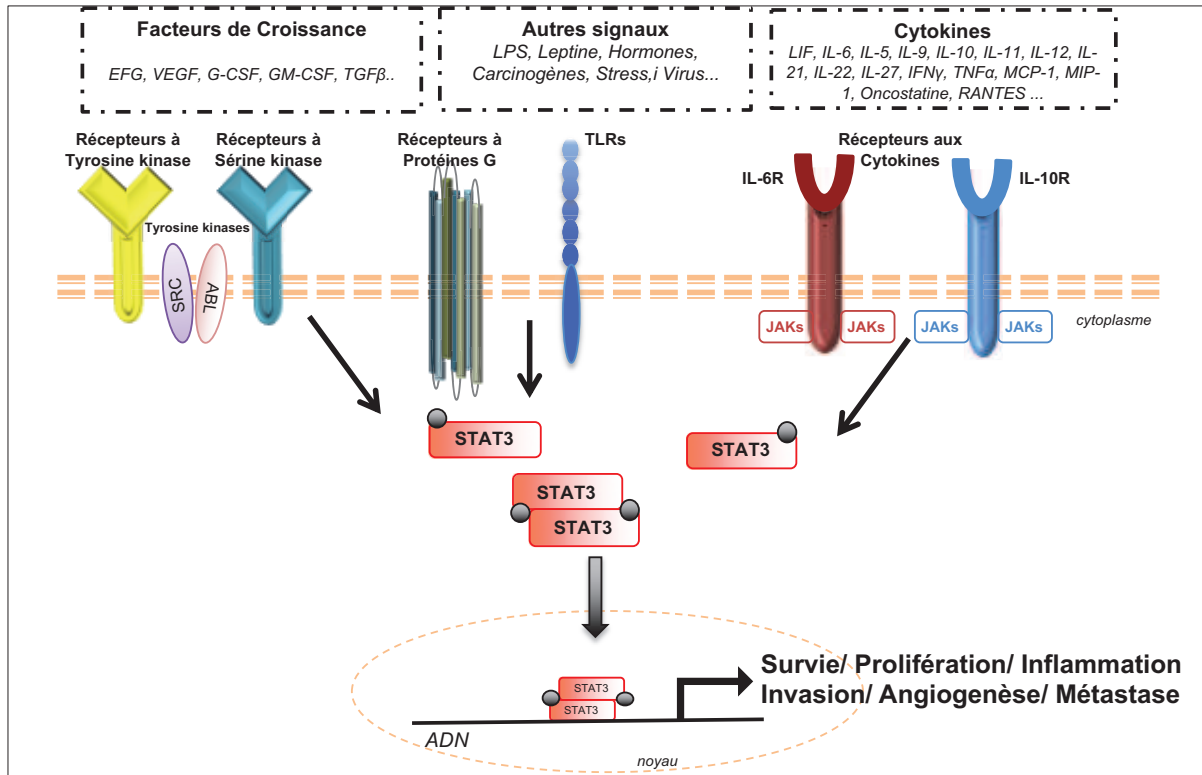 Facteurs de Croissance
EFG, VEGF, G-CSF, GM-CSF, TGFβ..
Autres signaux
LPS, Leptine, Hormones,
Carcinogènes, Stress,i Virus...
Cytokines
LIF, IL-6, IL-5, IL-9, IL-10, IL-11, IL-12, IL-
21, IL-22, IL-27, IFNγ, TNFα, MCP-1, MIP-
1, Oncostatine, RANTES ...
Récepteurs à
Tyrosine kinase
Récepteurs à
Sérine kinase
Récepteurs à
Protéines G
TLRs
Récepteurs aux
Cytokines
IL-6R
IL-10R
Tyrosine kinases
SRC
ABL
JAKs
JAKs
JAKs
JAKs
cytoplasme
STAT3
STAT3
STAT3
STAT3
Survie/ Prolifération/ Inflammation
Invasion/ Angiogenèse/ Métastase
STAT3
STAT3
ADN
noyau